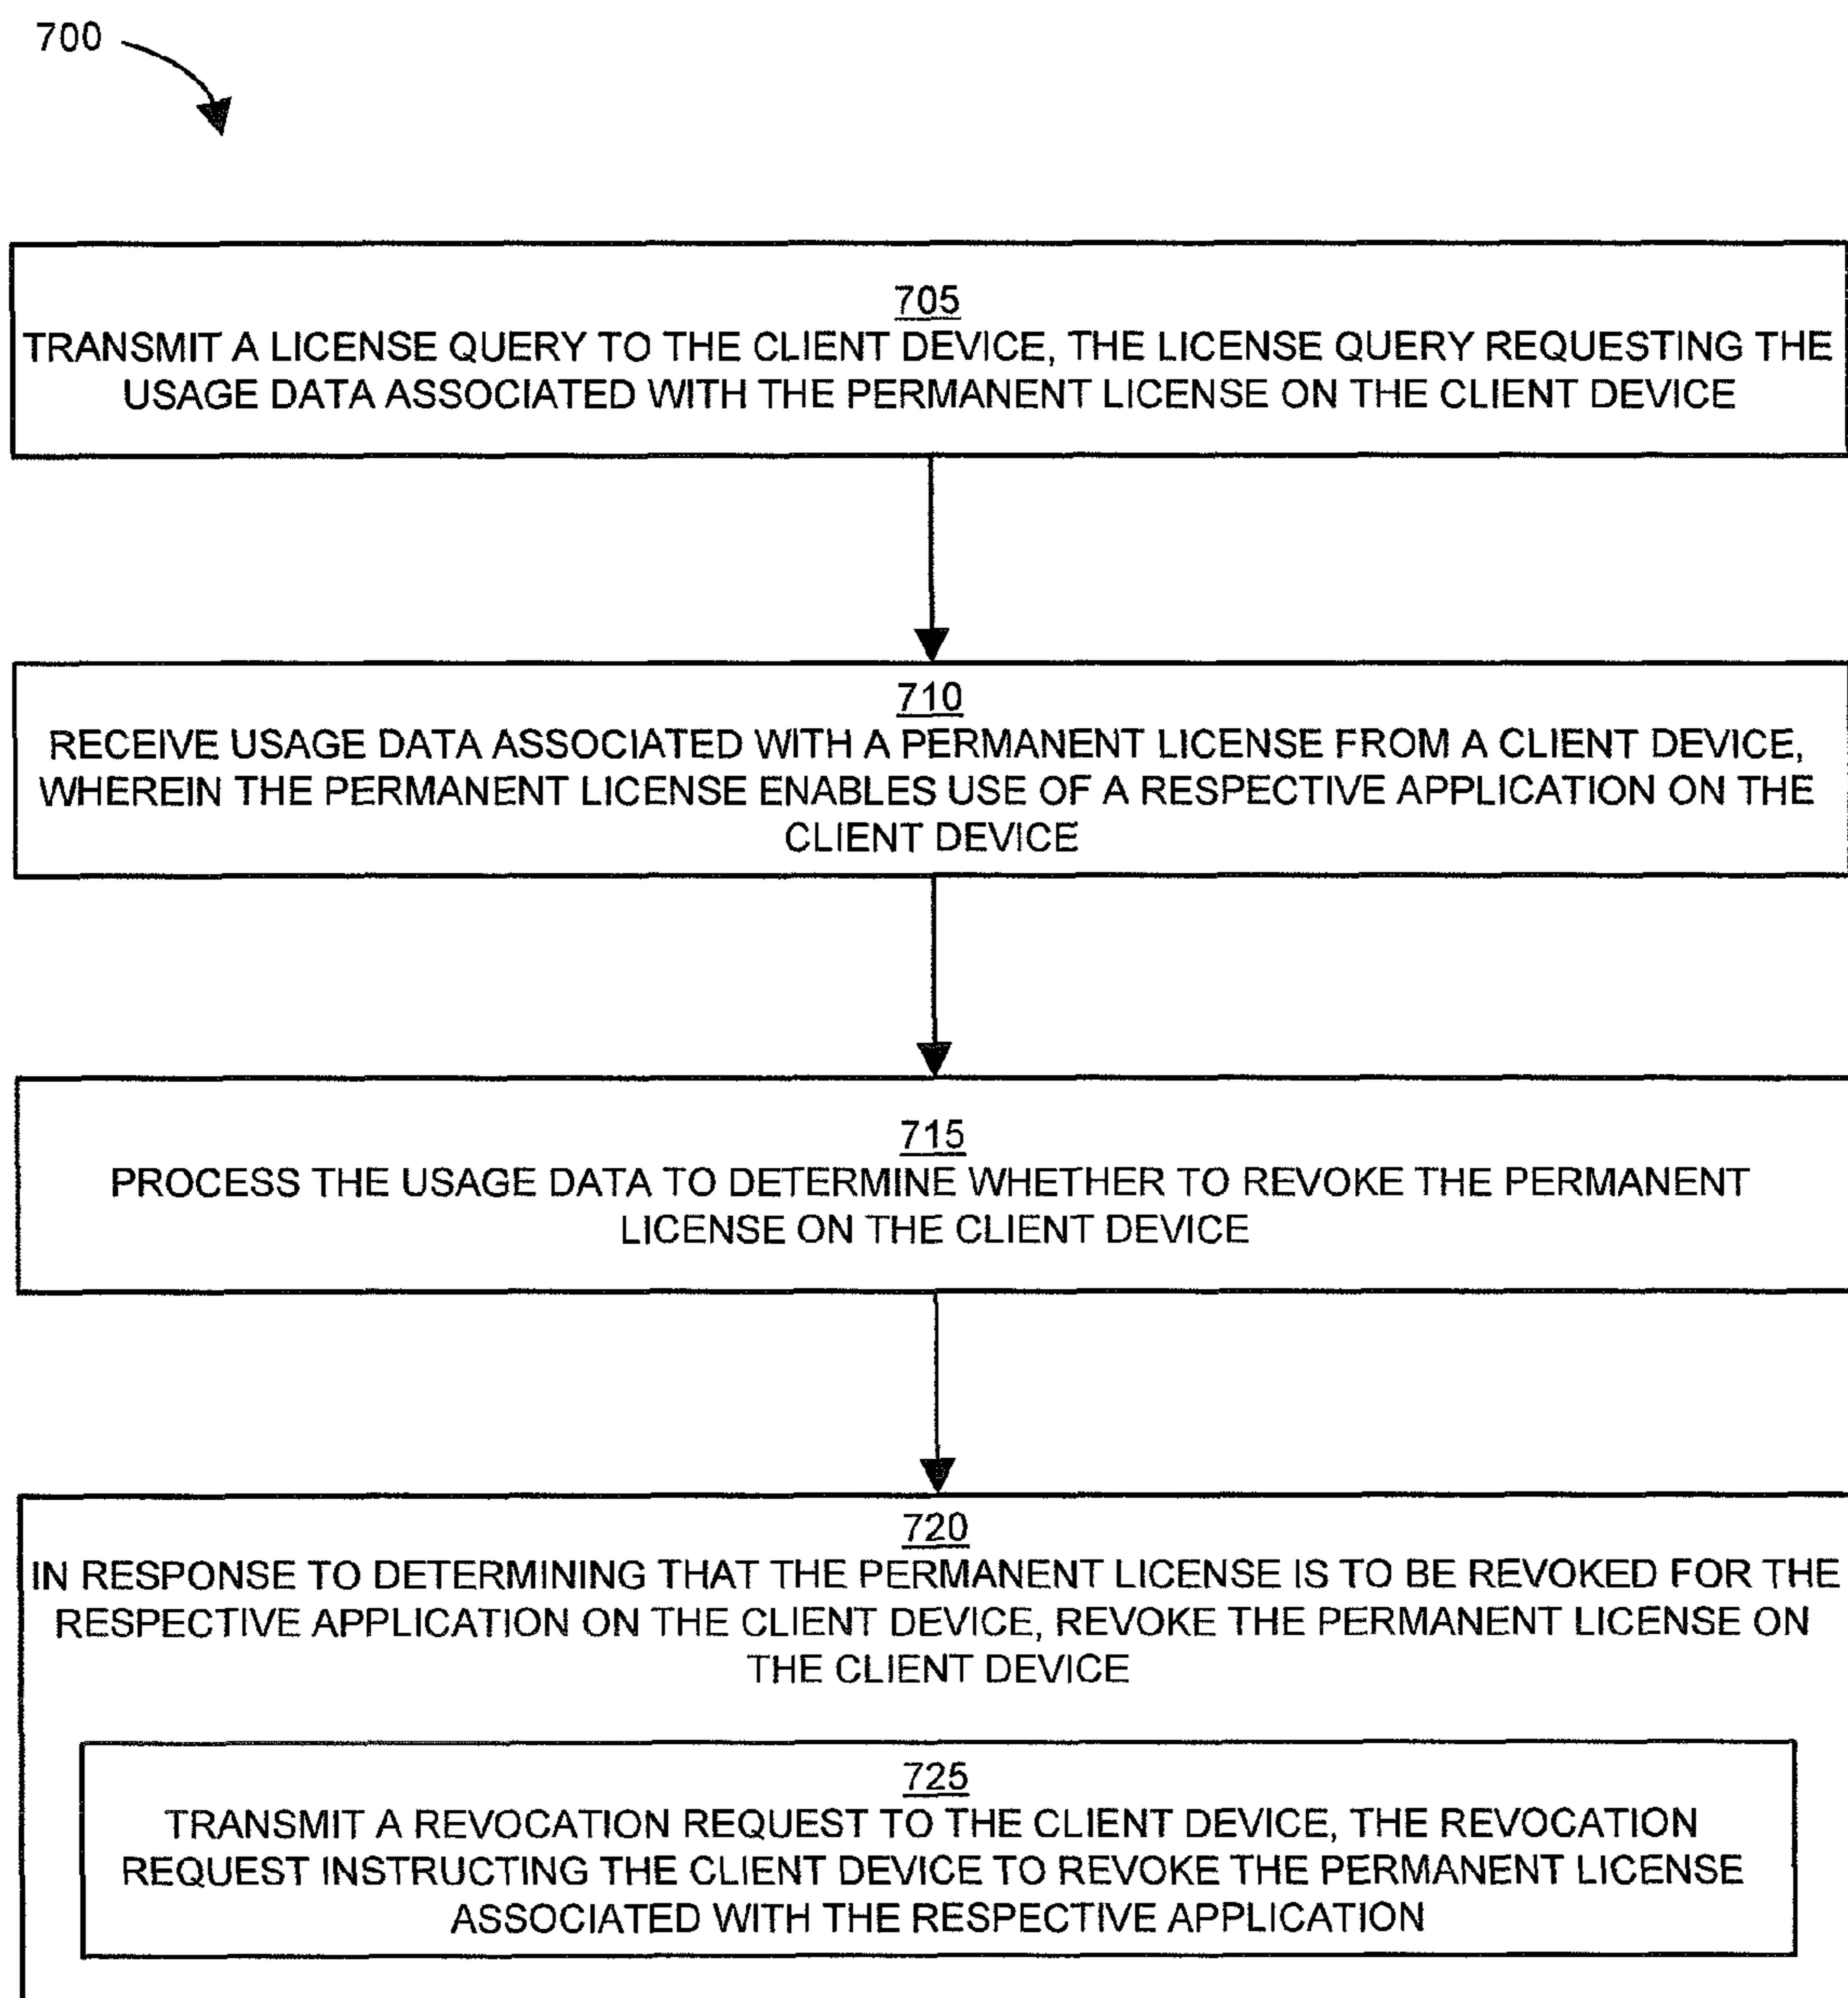 700
705
TRANSMIT A LICENSE QUERY TO THE CLIENT DEVICE, THE LICENSE QUERY REQUESTING THE
USAGE DATA ASSOCIATED WITH THE PERMANENT LICENSE ON THE CLIENT DEVICE
710
RECEIVE USAGE DATA ASSOCIATED WITH A PERMANENT LICENSE FROM A CLIENT DEVICE,
WHEREIN THE PERMANENT LICENSE ENABLES USE OF A RESPECTIVE APPLICATION ON THE
CLIENT DEVICE
715
PROCESS THE USAGE DATA TO DETERMINE WHETHER TO REVOKE THE PERMANENT
LICENSE ON THE CLIENT DEVICE
720
IN RESPONSE TO DETERMINING THAT THE PERMANENT LICENSE IS TO BE REVOKED FOR THE
RESPECTIVE APPLICATION ON THE CLIENT DEVICE, REVOKE THE PERMANENT LICENSE ON
THE CLIENT DEVICE
725
TRANSMIT A REVOCATION REQUEST TO THE CLIENT DEVICE, THE REVOCATION
REQUEST INSTRUCTING THE CLIENT DEVICE TO REVOKE THE PERMANENT LICENSE
ASSOCIATED WITH THE RESPECTIVE APPLICATION